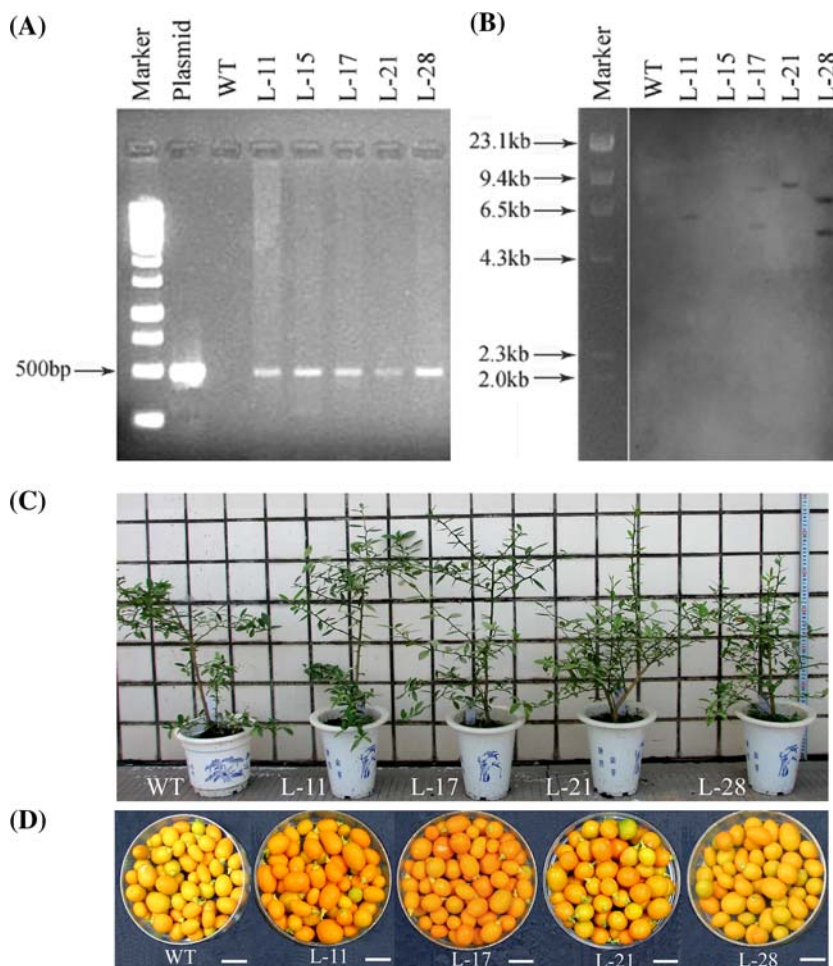 (A)
Marker Plasmid WT L-11 L-15 L-17 L-21 L-28
500bp
(B)
Marker WT L-11 L-15 L-17 L-21 L-28
23.1kb
9.4kb
6.5kb
4.3kb
2.3kb
2.0kb
(C)
WT L-11 L-17 L-21 L-28
(D)
WT L-11 L-17 L-21 L-28